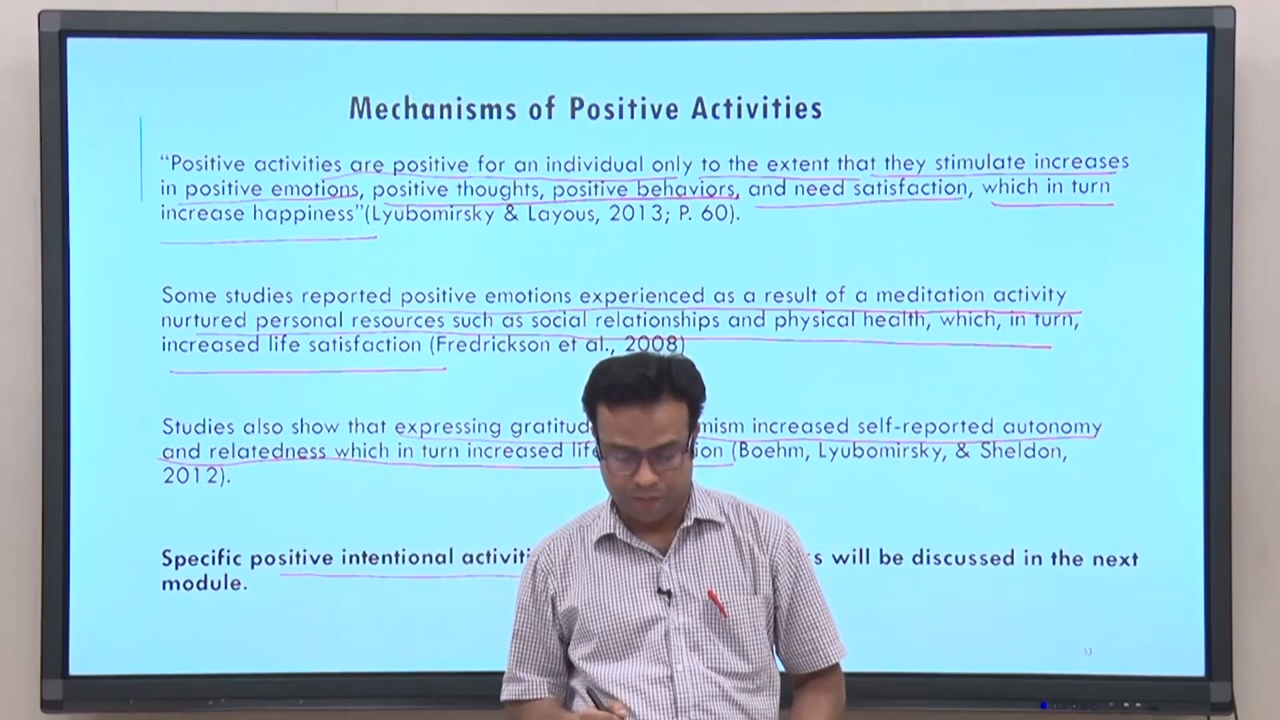 Mechanisms of Positive Activities
“Positive activities are positive for an individual only to the extent that they stimulate increases
in positive emotions, positive thoughts, positive behaviors, and need satisfaction, which in turn
increase happiness”(Lyubomirsky & Layous, 2013; P. 60).
Some studies reported positive emotions experienced as a result of a meditation activity
nurtured personal resources such as social relationships and physical health, which, in turn,
increased life satisfaction (Fredrickson et al., 2008)
Studies also show that expressing increased self-reported autonomy
and relatedness which in turn increased (Boehm, Lyubomirsky, & Sheldon,
2012).
Specific positive intentional will be discussed in the next
module.
53